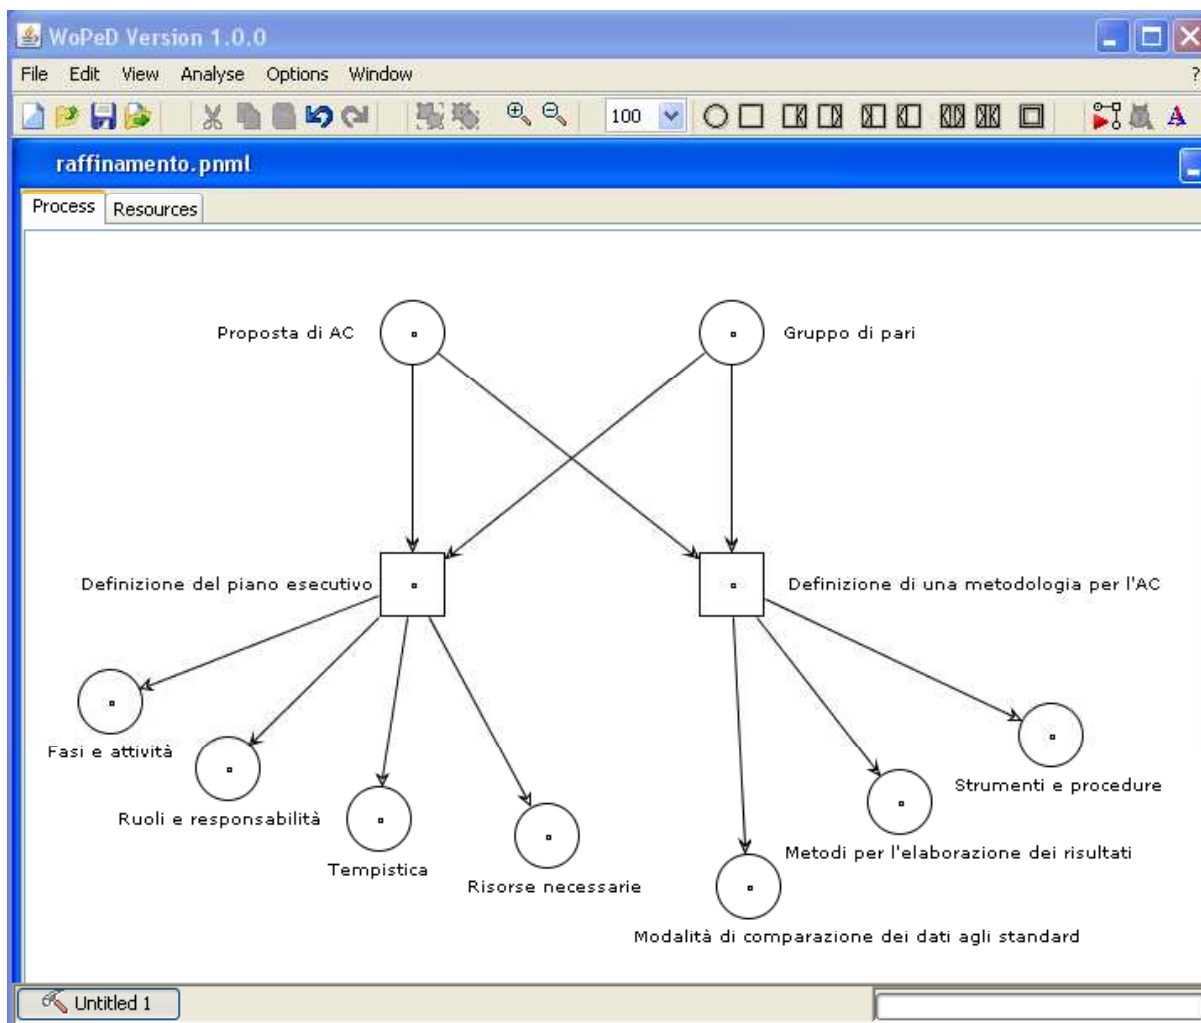 WoPeD Version 1.0.0
File Edit View Analyse Options Window ?
100 A
raffinamento.pnml
Process Resources
Proposta di AC Gruppo di pari
Definizione del piano esecutivo Definizione di una metodologia per l'AC
Fasi e attività
Strumenti e procedure
Ruoli e responsabilità
Metodi per l'elaborazione dei risultati
Tempistica
Risorse necessarie
Modalità di comparazione dei dati agli standard
Untitled 1